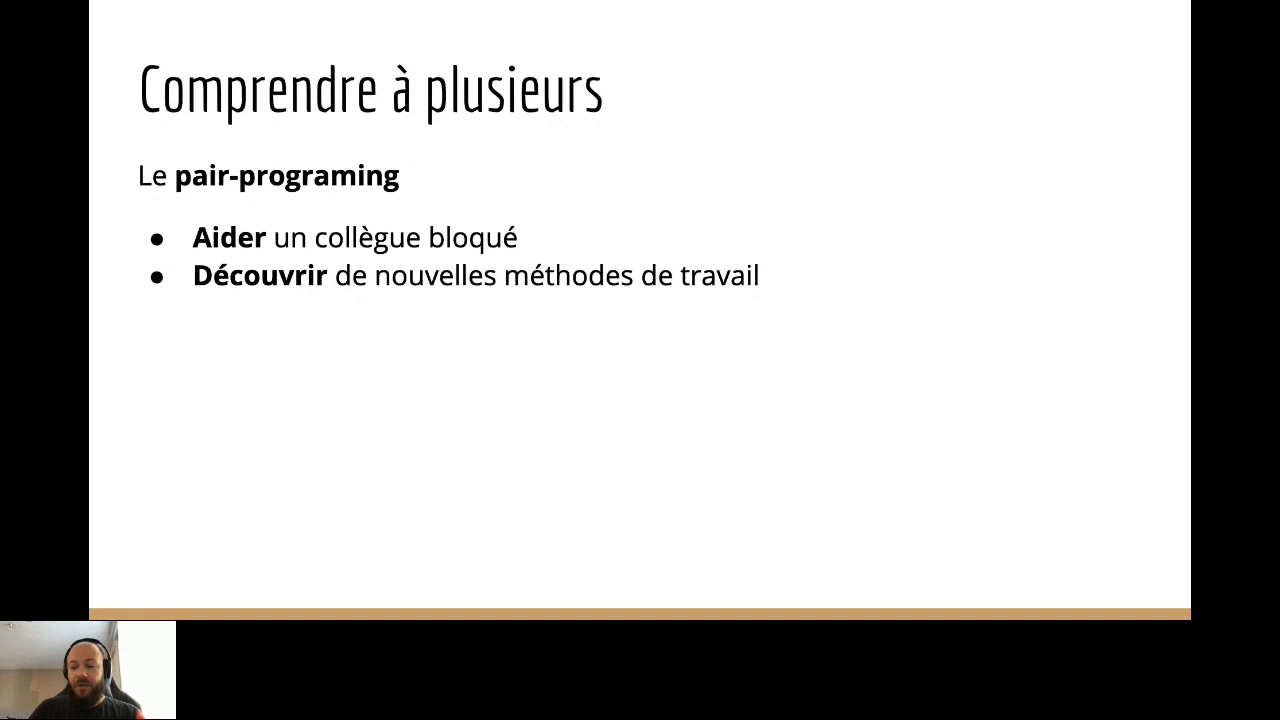 Comprendre à plusieurs
Le pair-programing
● Aider un collègue bloqué
● Découvrir de nouvelles méthodes de travail